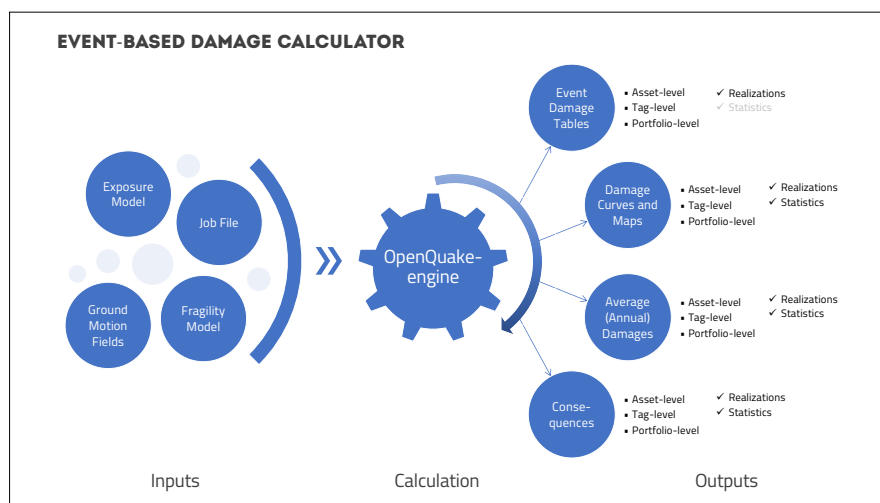 EVENT-BASED DAMAGE CALCULATOR
Exposure
Model
Job File
Ground
Motion
Fields
Fragility
Model
OpenQuake-
engine
Event
Damage
Tables
▪ Asset-level
▪ Tag-level
▪ Portfolio-level
✓ Realizations
✓ Statistics
Damage
Curves and
Maps
▪ Asset-level
▪ Tag-level
▪ Portfolio-level
✓ Realizations
✓ Statistics
Average
(Annual)
Damages
▪ Asset-level
▪ Tag-level
▪ Portfolio-level
✓ Realizations
✓ Statistics
Conse-
quences
▪ Asset-level
▪ Tag-level
▪ Portfolio-level
✓ Realizations
✓ Statistics
Inputs
Calculation
Outputs